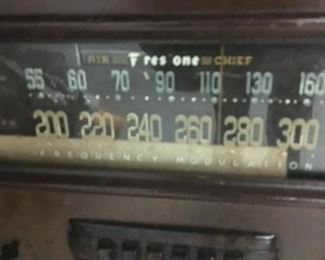 AIR Firestone CHIEF
55 60 70 90 110 130 160
200 220 240 260 280 300
FREQUENCY MODULATION